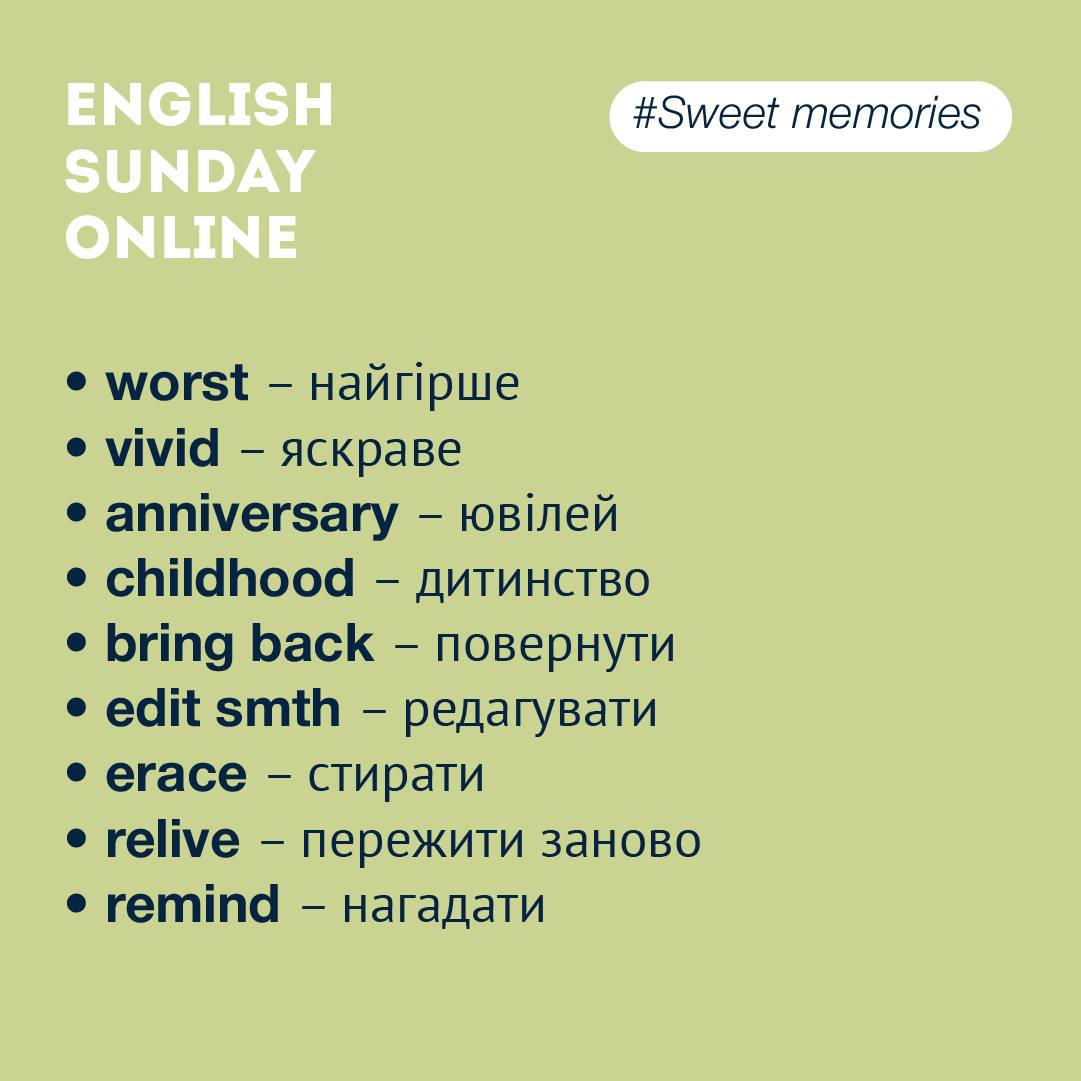 ENGLISH
SUNDAY
ONLINE
#Sweet memories
• worst – найгірше
• vivid – яскраве
• anniversary – ювілей
• childhood – дитинство
• bring back – повернути
• edit smth – редагувати
• erace – стирати
• relive – пережити заново
• remind – нагадати